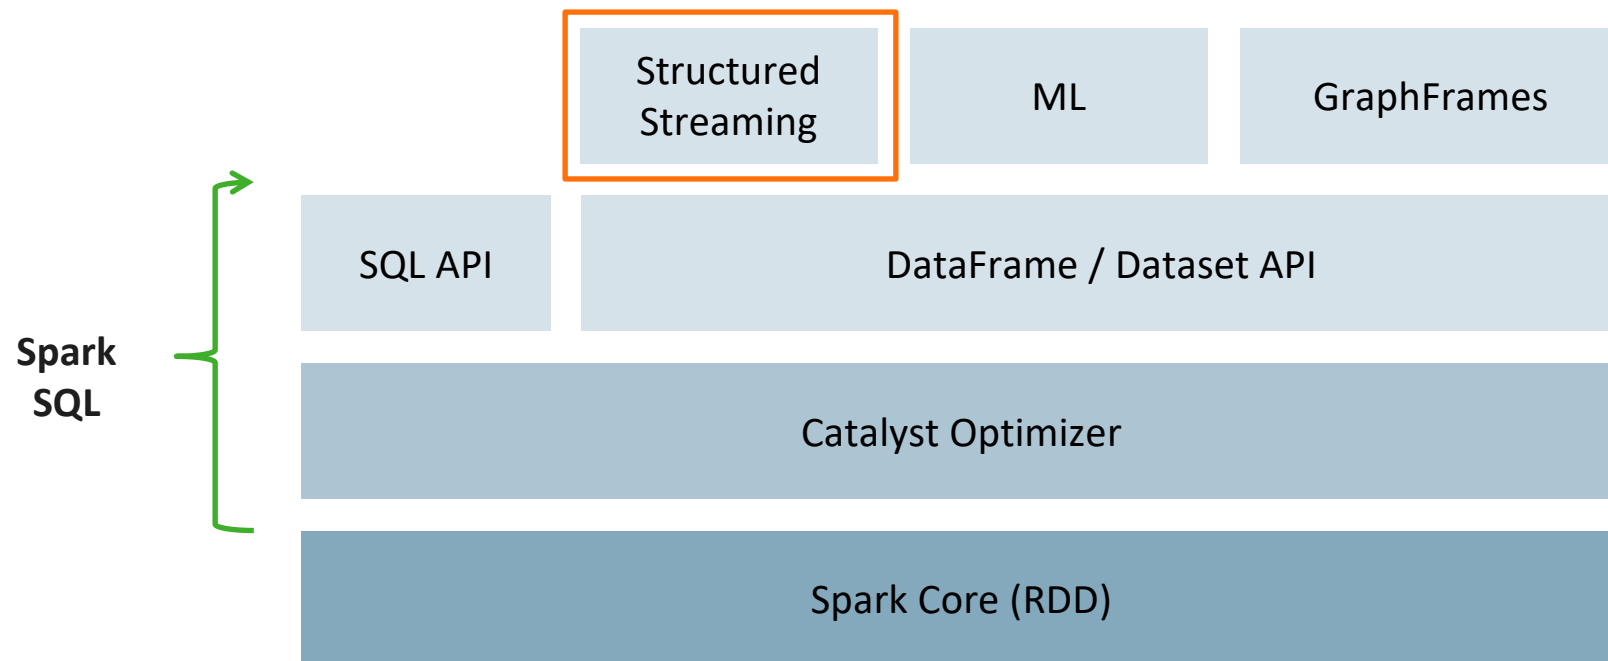 Structured
Streaming
ML
GraphFrames
SQL API
DataFrame / Dataset API
Spark
SQL
Catalyst Optimizer
Spark Core (RDD)